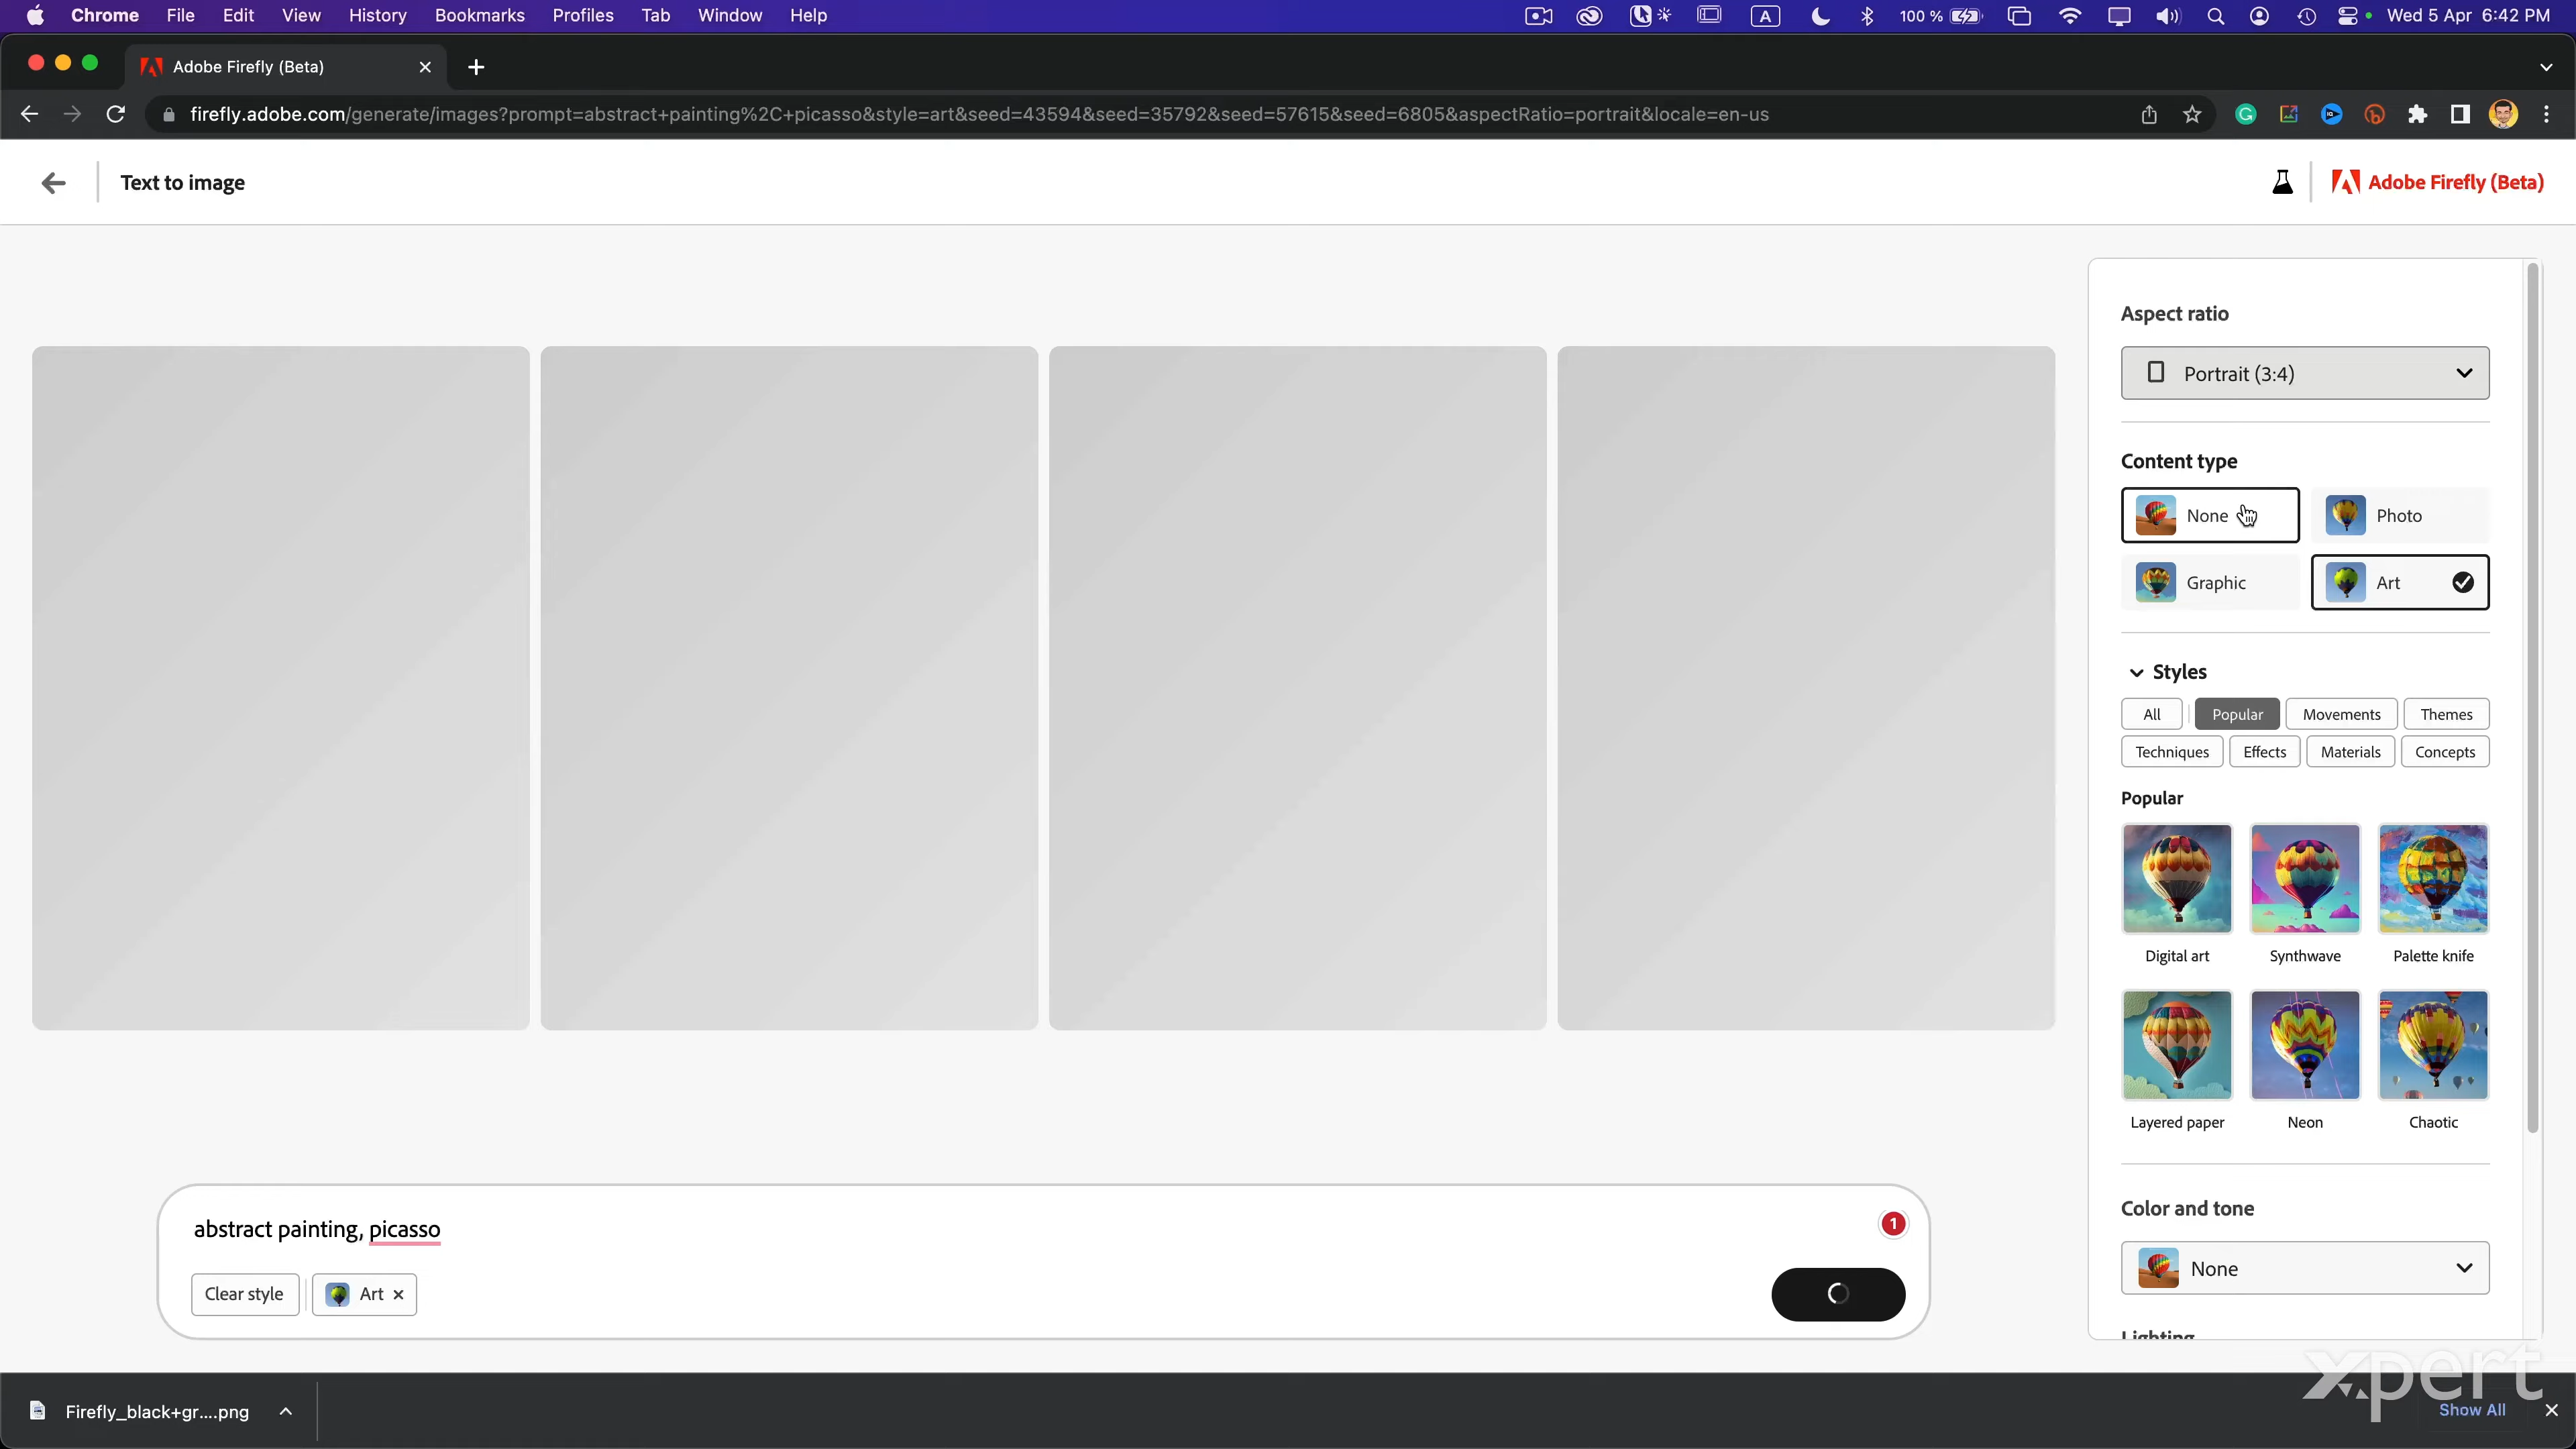 Chrome File Edit View History Bookmarks Profiles Tab Window Help
A 100 % Wed 5 Apr 6:42 PM
Adobe Firefly (Beta)
firefly.adobe.com/generate/images?prompt=abstract+painting%2C+picasso&style=art&seed=43594&seed=35792&seed=57615&seed=6805&aspectRatio=portrait&locale=en-us
Text to image
Adobe Firefly (Beta)
Aspect ratio
Portrait (3:4)
Content type
None Photo
Graphic Art
Styles
All Popular Movements Themes
Techniques Effects Materials Concepts
Popular
Digital art Synthwave Palette knife
Layered paper Neon Chaotic
Color and tone
None
Lighting
abstract painting, picasso
1
Clear style Art
Firefly_black+gr....png
xpert
Show All